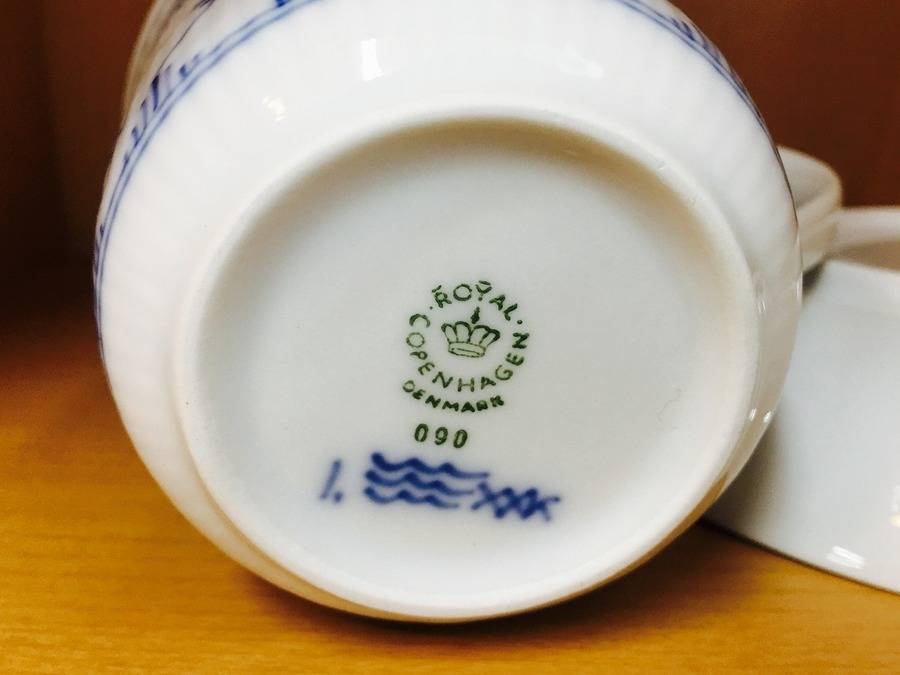 ROYAL
COPENHAGEN
DENMARK
090
1.